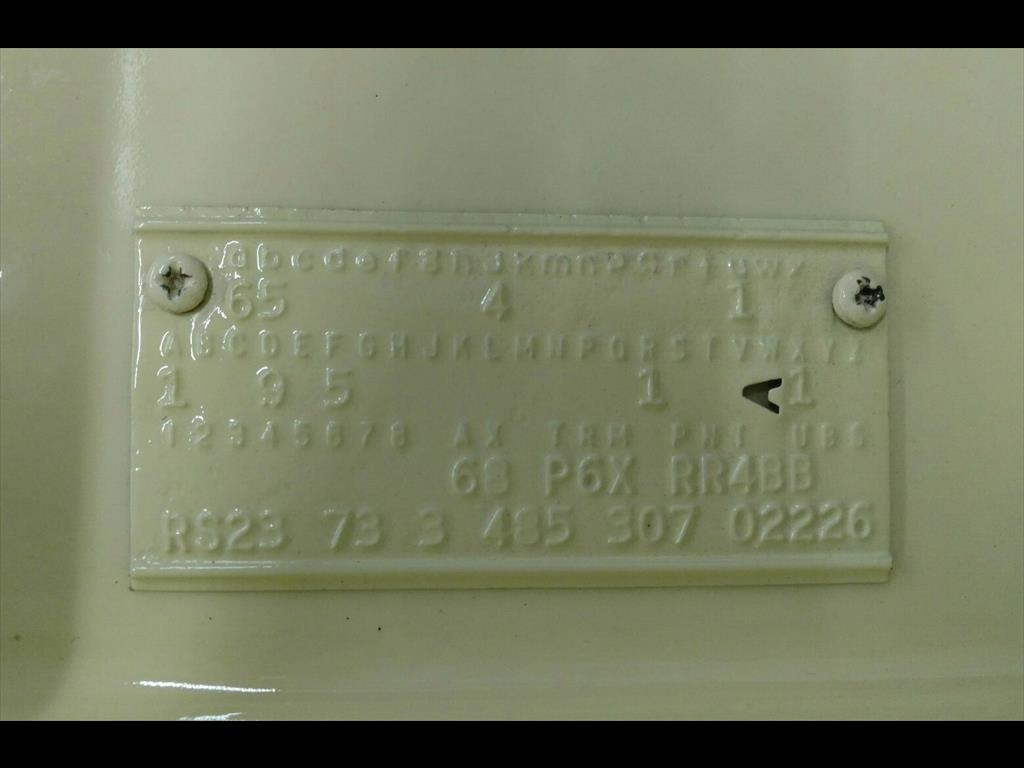 abcdefghjkmnpqrtuwy
65 4 1
ABCDEFGHJKLMNPQRSTVWXYZ
1 9 5 1 A 1
12345678 AX TRM PNT UBS
68 P6X RR4BB
RS23 73 3 485 307 02226